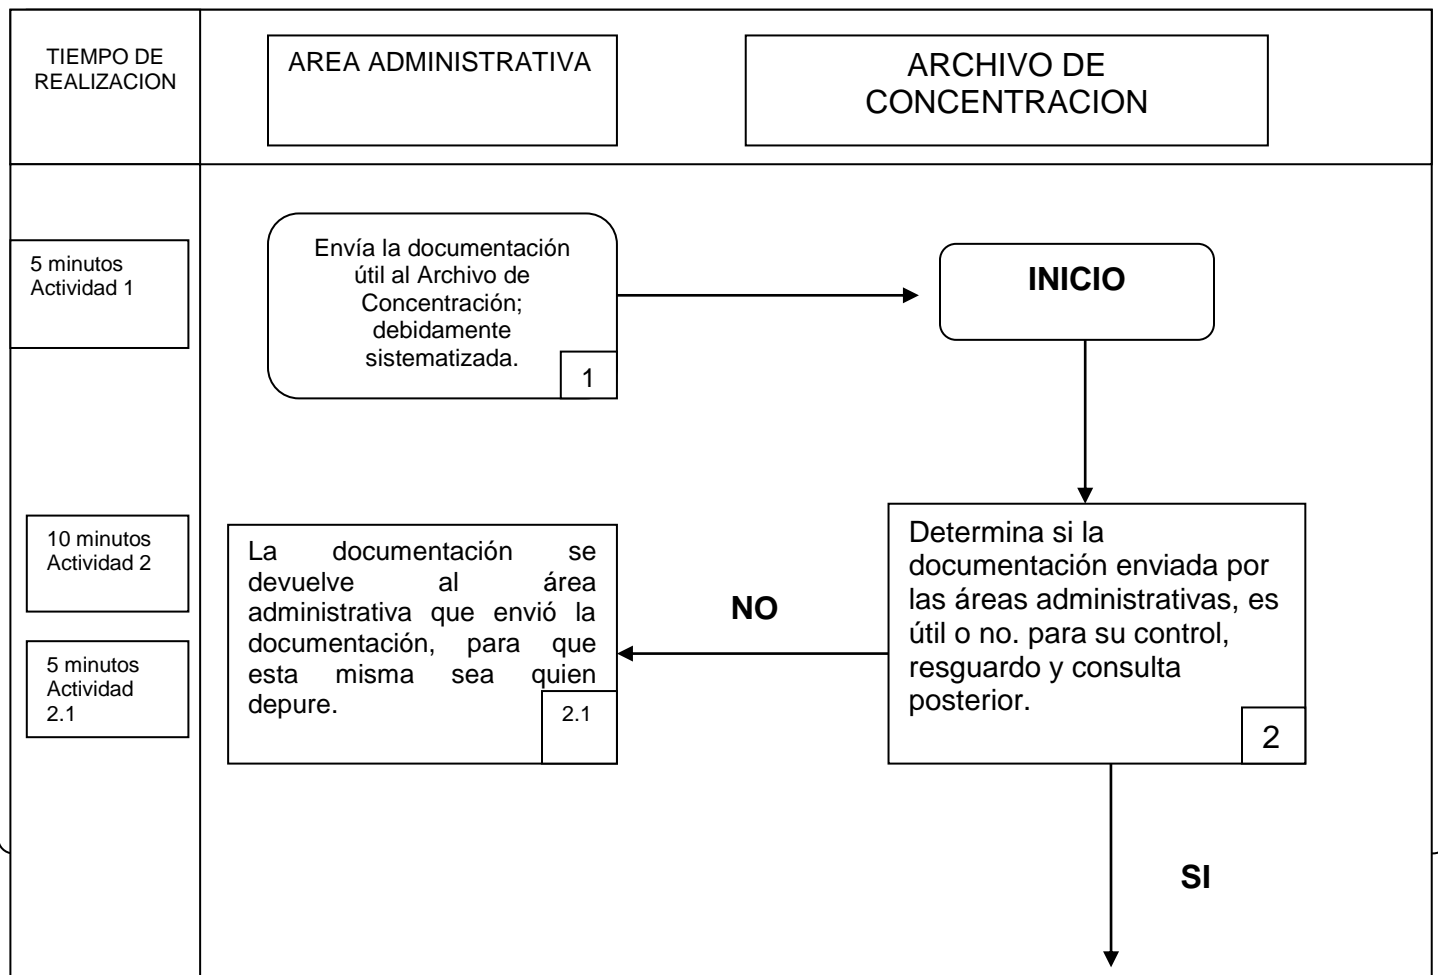 TIEMPO DE
REALIZACION
AREA ADMINISTRATIVA
ARCHIVO DE
CONCENTRACION
5 minutos
Actividad 1
Envía la documentación
útil al Archivo de
Concentración;
debidamente
sistematizada.
1
INICIO
10 minutos
Actividad 2
5 minutos
Actividad
2.1
La documentación se
devuelve al área
administrativa que envió la
documentación, para que
esta misma sea quien
depure.
2.1
NO
Determina si la
documentación enviada por
las áreas administrativas, es
útil o no. para su control,
resguardo y consulta
posterior.
2
SI